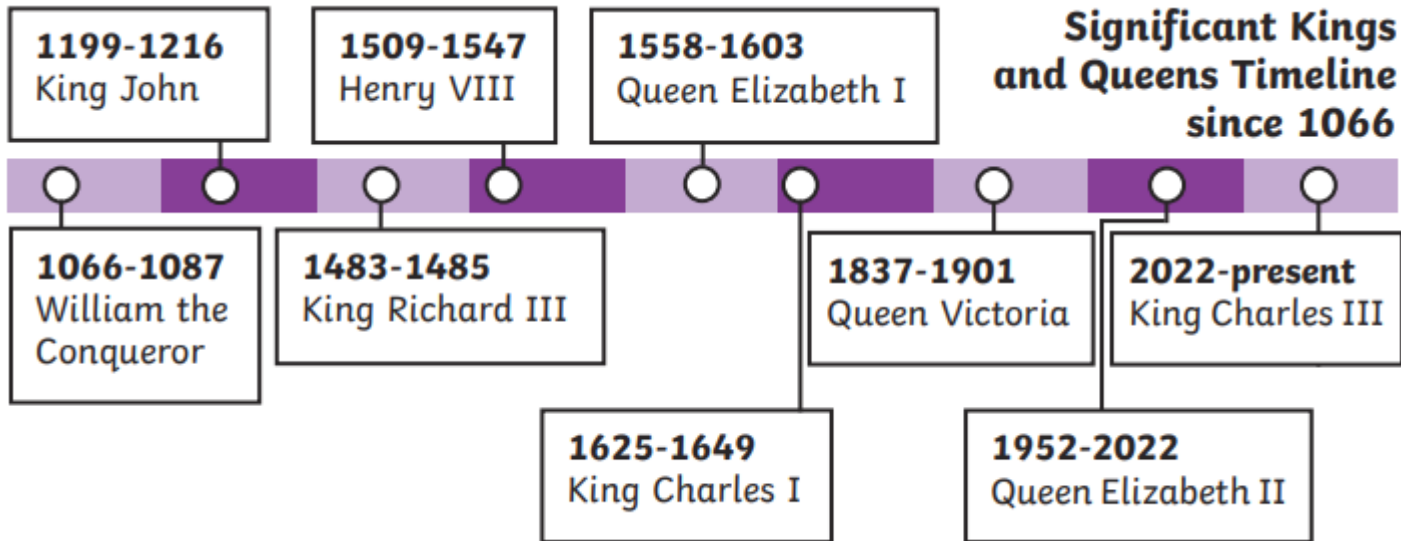 Significant Kings
and Queens Timeline
since 1066
1199-1216
King John
1509-1547
Henry VIII
1558-1603
Queen Elizabeth I
1066-1087
William the
Conqueror
1483-1485
King Richard III
1837-1901
Queen Victoria
2022-present
King Charles III
1625-1649
King Charles I
1952-2022
Queen Elizabeth II